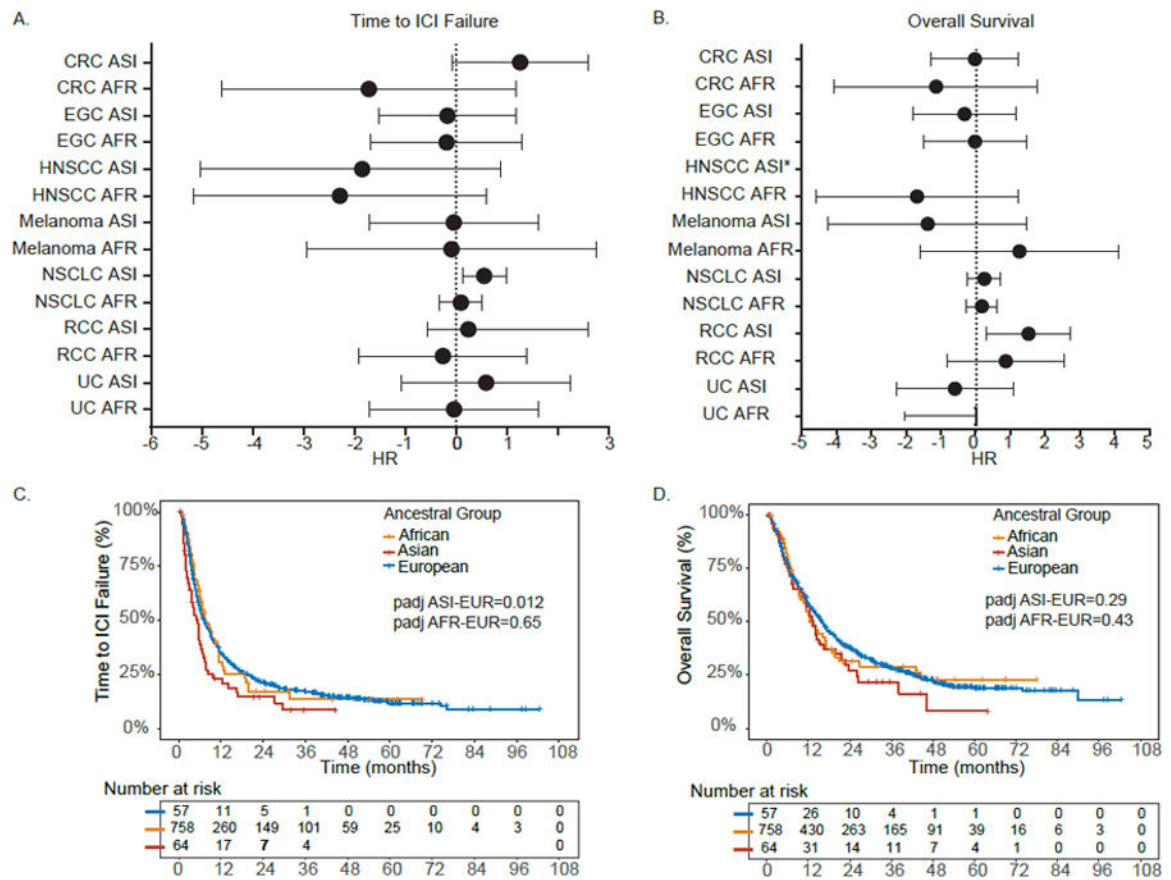 A.
Time to ICI Failure
CRC ASI
CRC AFR
EGC ASI
EGC AFR
HNSCC ASI
HNSCC AFR
Melanoma ASI
Melanoma AFR
NSCLC ASI
NSCLC AFR
RCC ASI
RCC AFR
UC ASI
UC AFR
-6 -5 -4 -3 -2 -1 0 1 2 3
HR
B.
Overall Survival
CRC ASI
CRC AFR
EGC ASI
EGC AFR
HNSCC ASI*
HNSCC AFR
Melanoma ASI
Melanoma AFR
NSCLC ASI
NSCLC AFR
RCC ASI
RCC AFR
UC ASI
UC AFR
-5 -4 -3 -2 -1 0 1 2 3 4 5
HR
C.
Time to ICI Failure (%)
100%
75%
50%
25%
0%
Ancestral Group
African
Asian
European
padj ASI-EUR=0.012
padj AFR-EUR=0.65
0 12 24 36 48 60 72 84 96 108
Time (months)
Number at risk
57 11 5 1 0 0 0 0 0 0
758 260 149 101 59 25 10 4 3 0
64 17 7 4 0
0 12 24 36 48 60 72 84 96 108
D.
Overall Survival (%)
100%
75%
50%
25%
0%
Ancestral Group
African
Asian
European
padj ASI-EUR=0.29
padj AFR-EUR=0.43
0 12 24 36 48 60 72 84 96 108
Time (months)
Number at risk
57 26 10 4 1 1 0 0 0 0
758 430 263 165 91 39 16 6 3 0
64 31 14 11 7 4 1 0 0 0
0 12 24 36 48 60 72 84 96 108